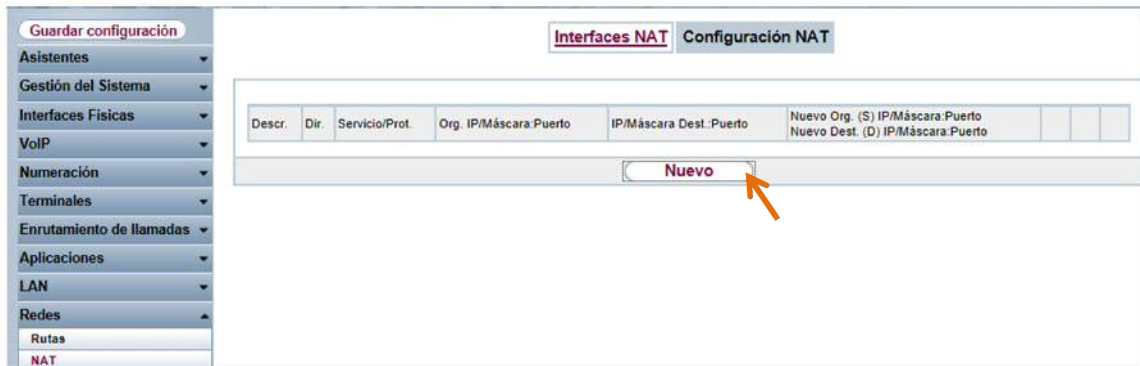 Guardar configuración
Asistentes
Gestión del Sistema
Interfaces Físicas
VoIP
Numeración
Terminales
Enrutamiento de llamadas
Aplicaciones
LAN
Redes
Rutas
NAT
Interfaces NAT Configuración NAT
Descr. Dir. Servicio/Prot. Org. IP/Máscara:Puerto IP/Máscara Dest.:Puerto Nuevo Org. (S) IP/Máscara:Puerto
Nuevo Dest. (D) IP/Máscara:Puerto
Nuevo